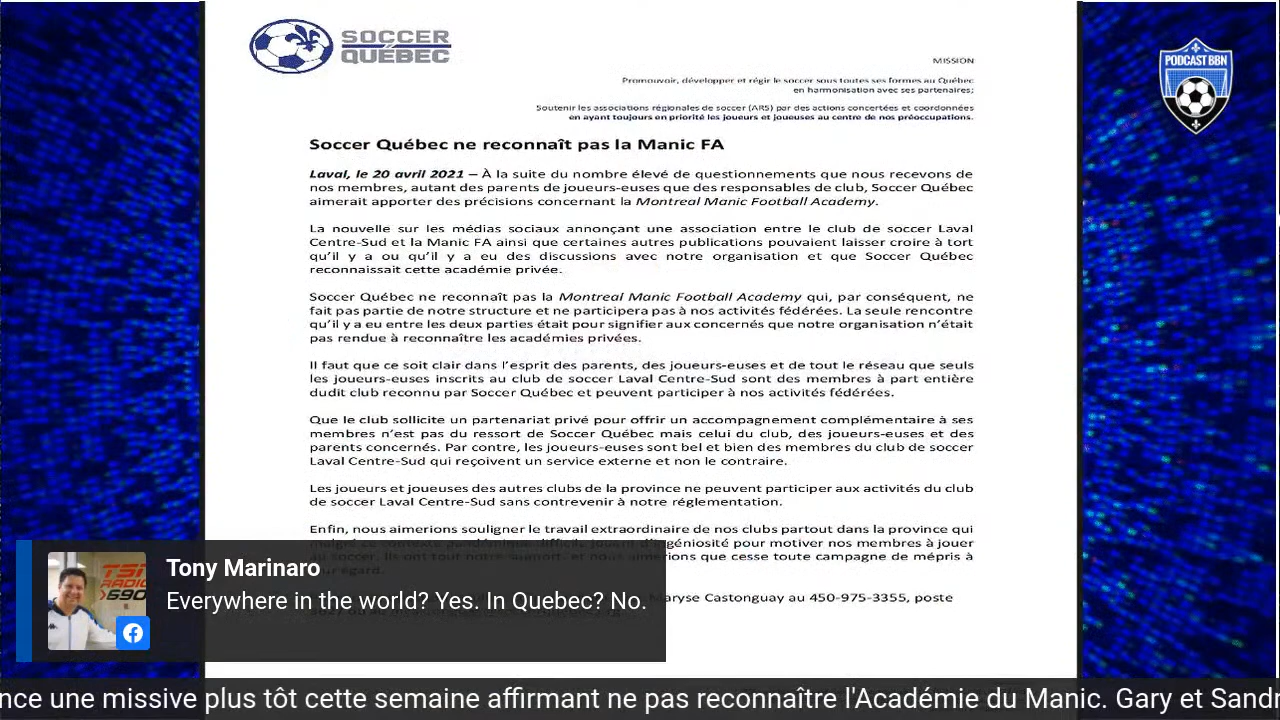 SOCCER
QUÉBEC
PODCAST BBN
MISSION
Promouvoir, développer et régir le soccer sous toutes ses formes au Québec
en harmonisation avec ses partenaires;
Soutenir les associations régionales de soccer (ARS) par des actions concertées et coordonnées
en ayant toujours en priorité les joueurs et joueuses au centre de nos préoccupations.
Soccer Québec ne reconnaît pas la Manic FA
Laval, le 20 avril 2021 – À la suite du nombre élevé de questionnements que nous recevons de
nos membres, autant des parents de joueurs-euses que des responsables de club, Soccer Québec
aimerait apporter des précisions concernant la Montreal Manic Football Academy.
La nouvelle sur les médias sociaux annonçant une association entre le club de soccer Laval
Centre-Sud et la Manic FA ainsi que certaines autres publications pouvaient laisser croire à tort
qu'il y a ou qu'il y a eu des discussions avec notre organisation et que Soccer Québec
reconnaissait cette académie privée.
Soccer Québec ne reconnaît pas la Montreal Manic Football Academy qui, par conséquent, ne
fait pas partie de notre structure et ne participera pas à nos activités fédérées. La seule rencontre
qu'il y a eu entre les deux parties était pour signifier aux concernés que notre organisation n'était
pas rendue à reconnaître les académies privées.
Il faut que ce soit clair dans l'esprit des parents, des joueurs-euses et de tout le réseau que seuls
les joueurs-euses inscrits au club de soccer Laval Centre-Sud sont des membres à part entière
dudit club reconnu par Soccer Québec et peuvent participer à nos activités fédérées.
Que le club sollicite un partenariat privé pour offrir un accompagnement complémentaire à ses
membres n'est pas du ressort de Soccer Québec mais celui du club, des joueurs-euses et des
parents concernés. Par contre, les joueurs-euses sont bel et bien des membres du club de soccer
Laval Centre-Sud qui reçoivent un service externe et non le contraire.
Les joueurs et joueuses des autres clubs de la province ne peuvent participer aux activités du club
de soccer Laval Centre-Sud sans contrevenir à notre réglementation.
Enfin, nous aimerions souligner le travail extraordinaire de nos clubs partout dans la province qui
malgré ce contexte pandémique difficile jouent d'ingéniosité pour motiver nos membres à jouer
au soccer. Ils ont tout notre support et nous aimerions que cesse toute campagne de mépris à
leur égard.
Maryse Castonguay au 450-975-3355, poste
TSN
RADIO
690
Tony Marinaro
Everywhere in the world? Yes. In Quebec? No.
nce une missive plus tôt cette semaine affirmant ne pas reconnaître l'Académie du Manic. Gary et Sandr